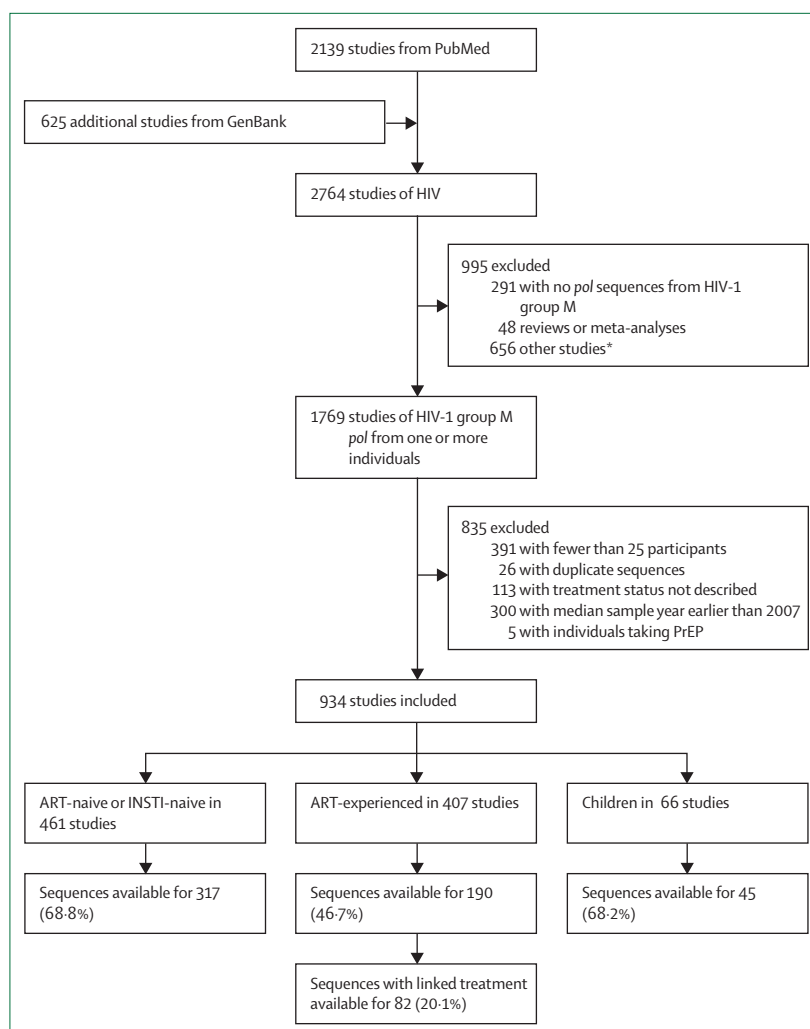 2139 studies from PubMed
625 additional studies from GenBank
2764 studies of HIV
995 excluded
291 with no pol sequences from HIV-1
group M
48 reviews or meta-analyses
656 other studies*
1769 studies of HIV-1 group M
pol from one or more
individuals
835 excluded
391 with fewer than 25 participants
26 with duplicate sequences
113 with treatment status not described
300 with median sample year earlier than 2007
5 with individuals taking PrEP
934 studies included
ART-naive or INSTI-naive in
461 studies
ART-experienced in 407 studies
Children in 66 studies
Sequences available for 317
(68·8%)
Sequences available for 190
(46·7%)
Sequences available for 45
(68·2%)
Sequences with linked treatment
available for 82 (20·1%)